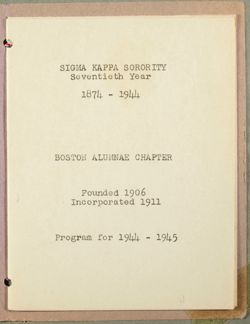 SIGMA KAPPA SORORITY
Seventieth Year
1874 - 1944
BOSTON ALUMNAE CHAPTER
Founded 1906
Incorporated 1911
Program for 1944 - 1945